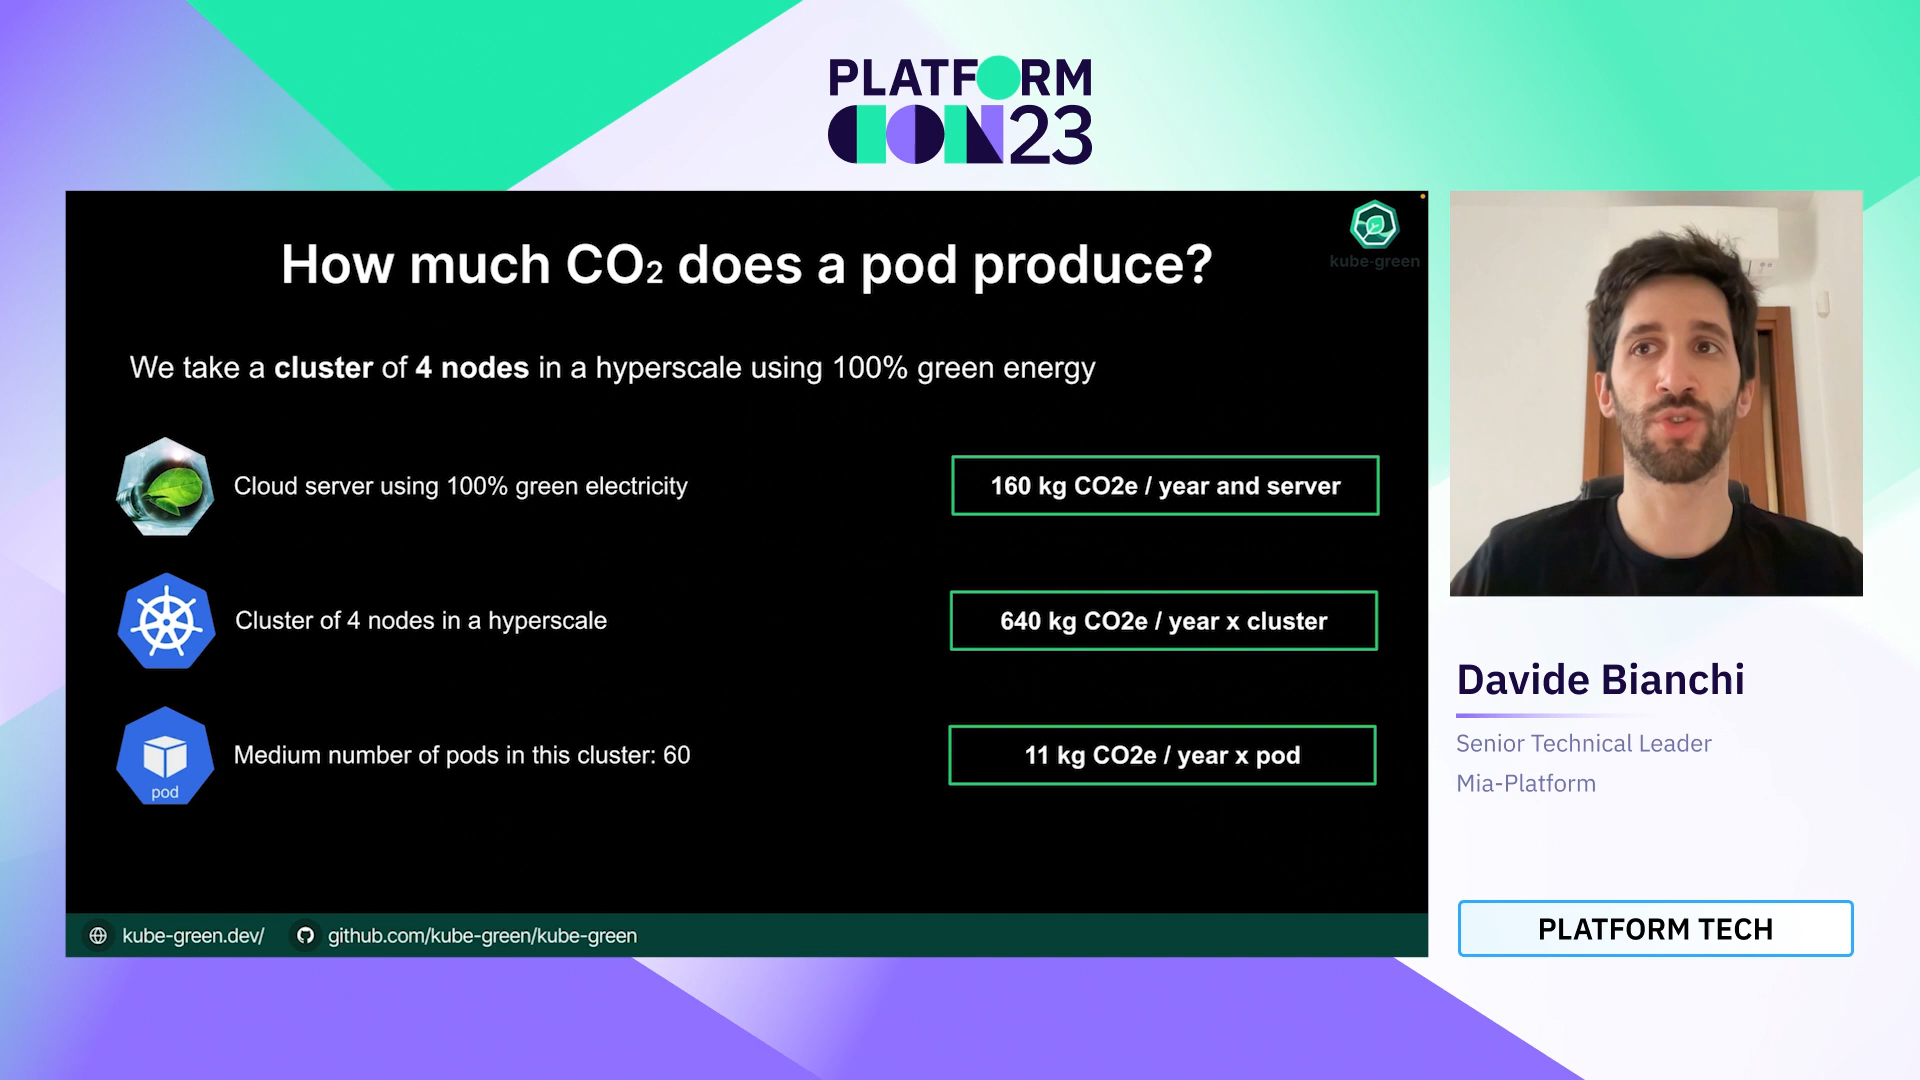 PLATFORM
CON23
kube-green
How much CO₂ does a pod produce?
We take a cluster of 4 nodes in a hyperscale using 100% green energy
Cloud server using 100% green electricity
160 kg CO2e / year and server
Cluster of 4 nodes in a hyperscale
640 kg CO2e / year x cluster
pod
Medium number of pods in this cluster: 60
11 kg CO2e / year x pod
kube-green.dev/
github.com/kube-green/kube-green
Davide Bianchi
Senior Technical Leader
Mia-Platform
PLATFORM TECH